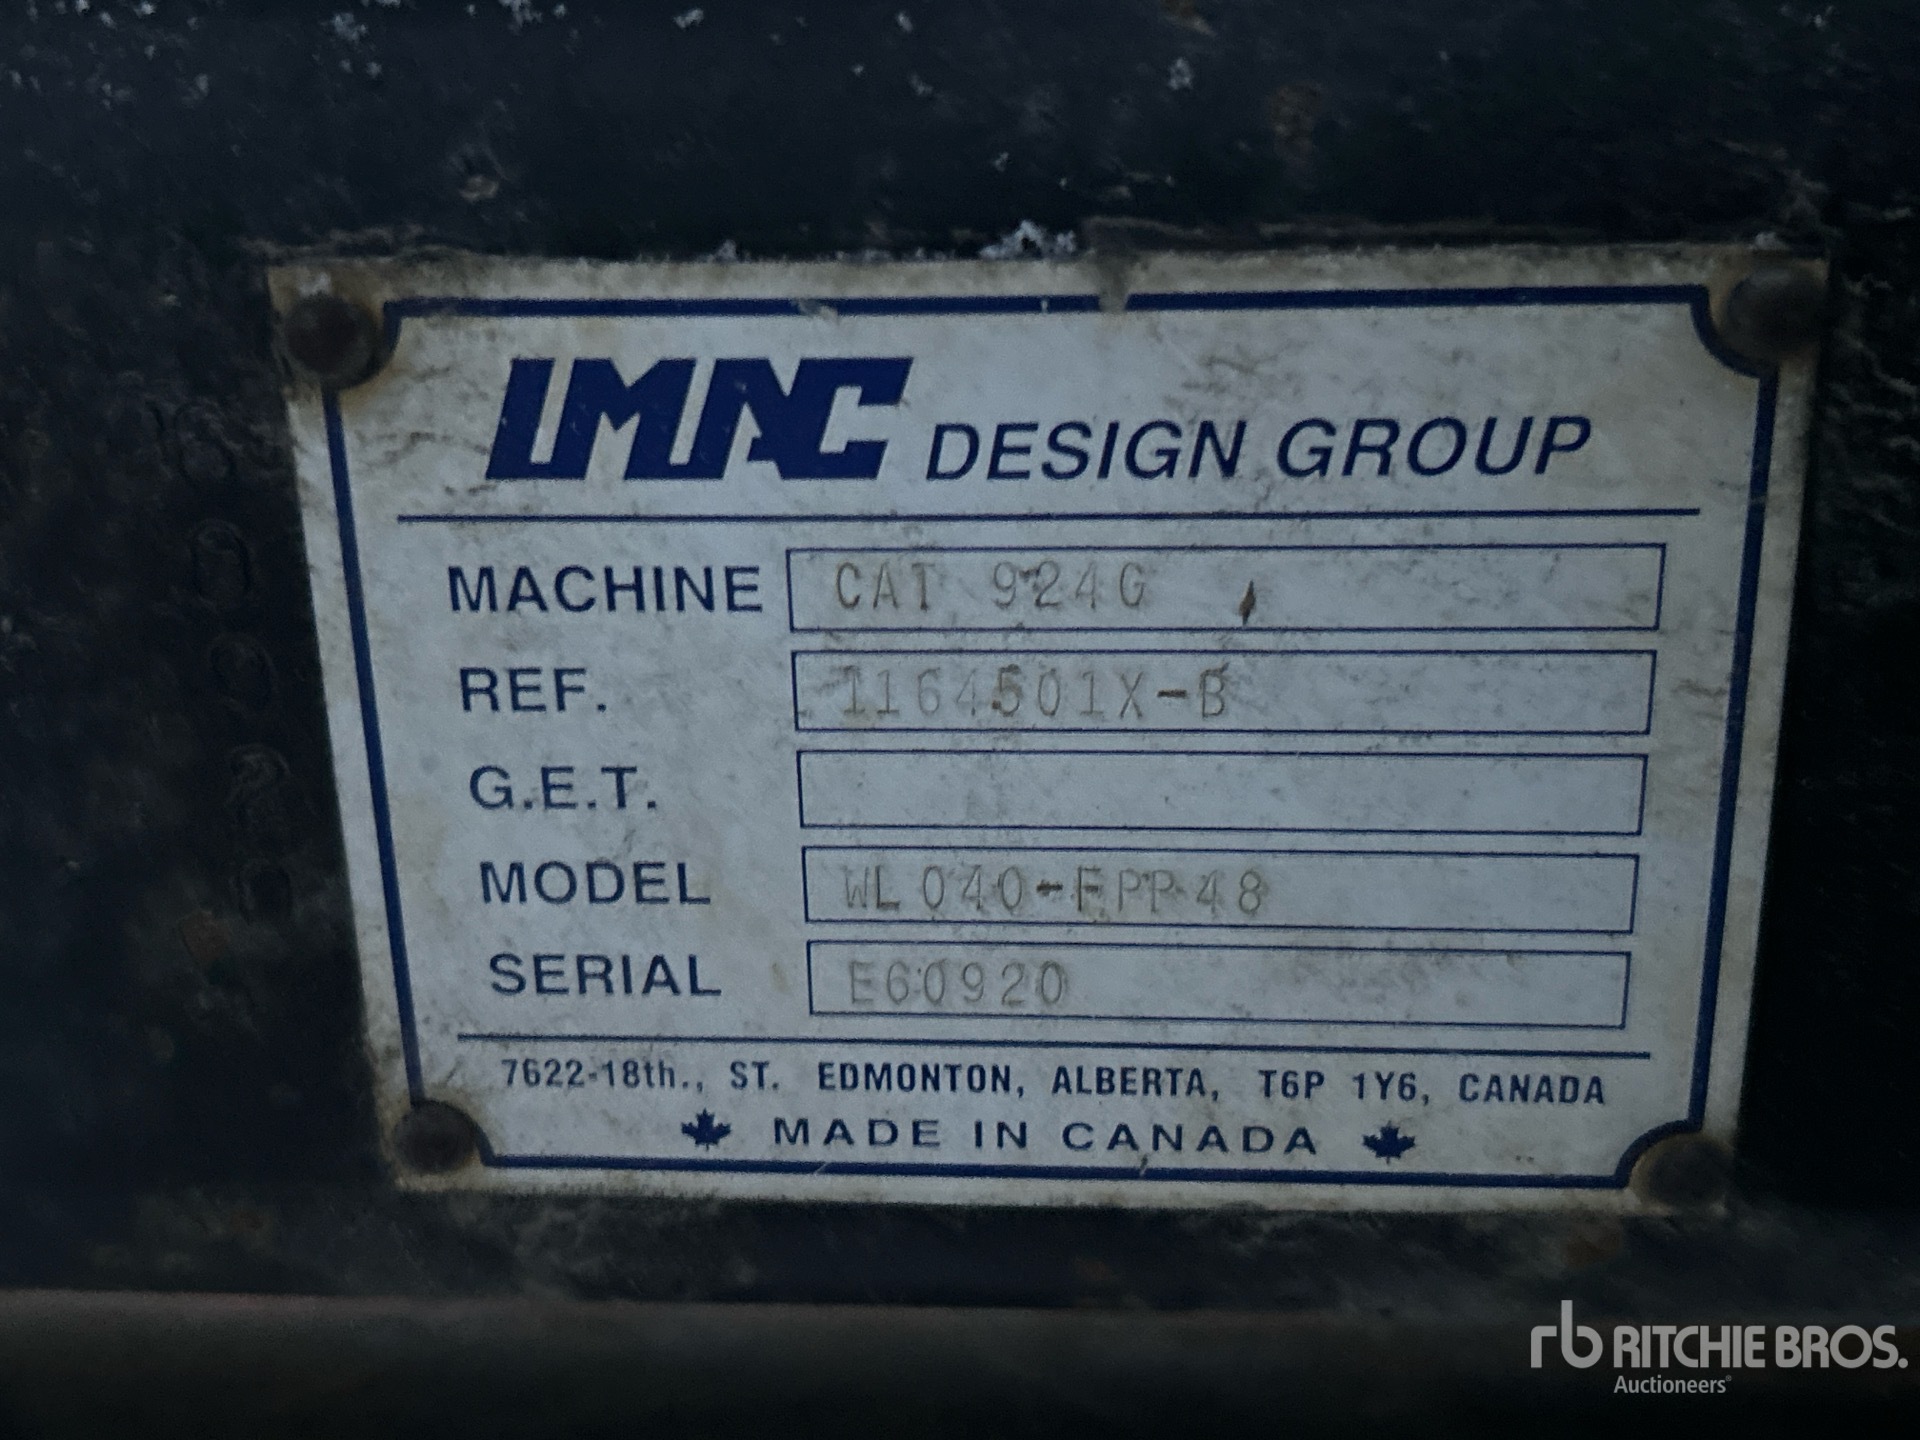 IMAC DESIGN GROUP
MACHINE CAT 924G
REF. 1164501X-B
G.E.T.
MODEL WL040-FPP48
SERIAL E60920
7622-18th., ST. EDMONTON, ALBERTA, T6P 1Y6, CANADA
MADE IN CANADA
rb RITCHIE BROS.
Auctioneers